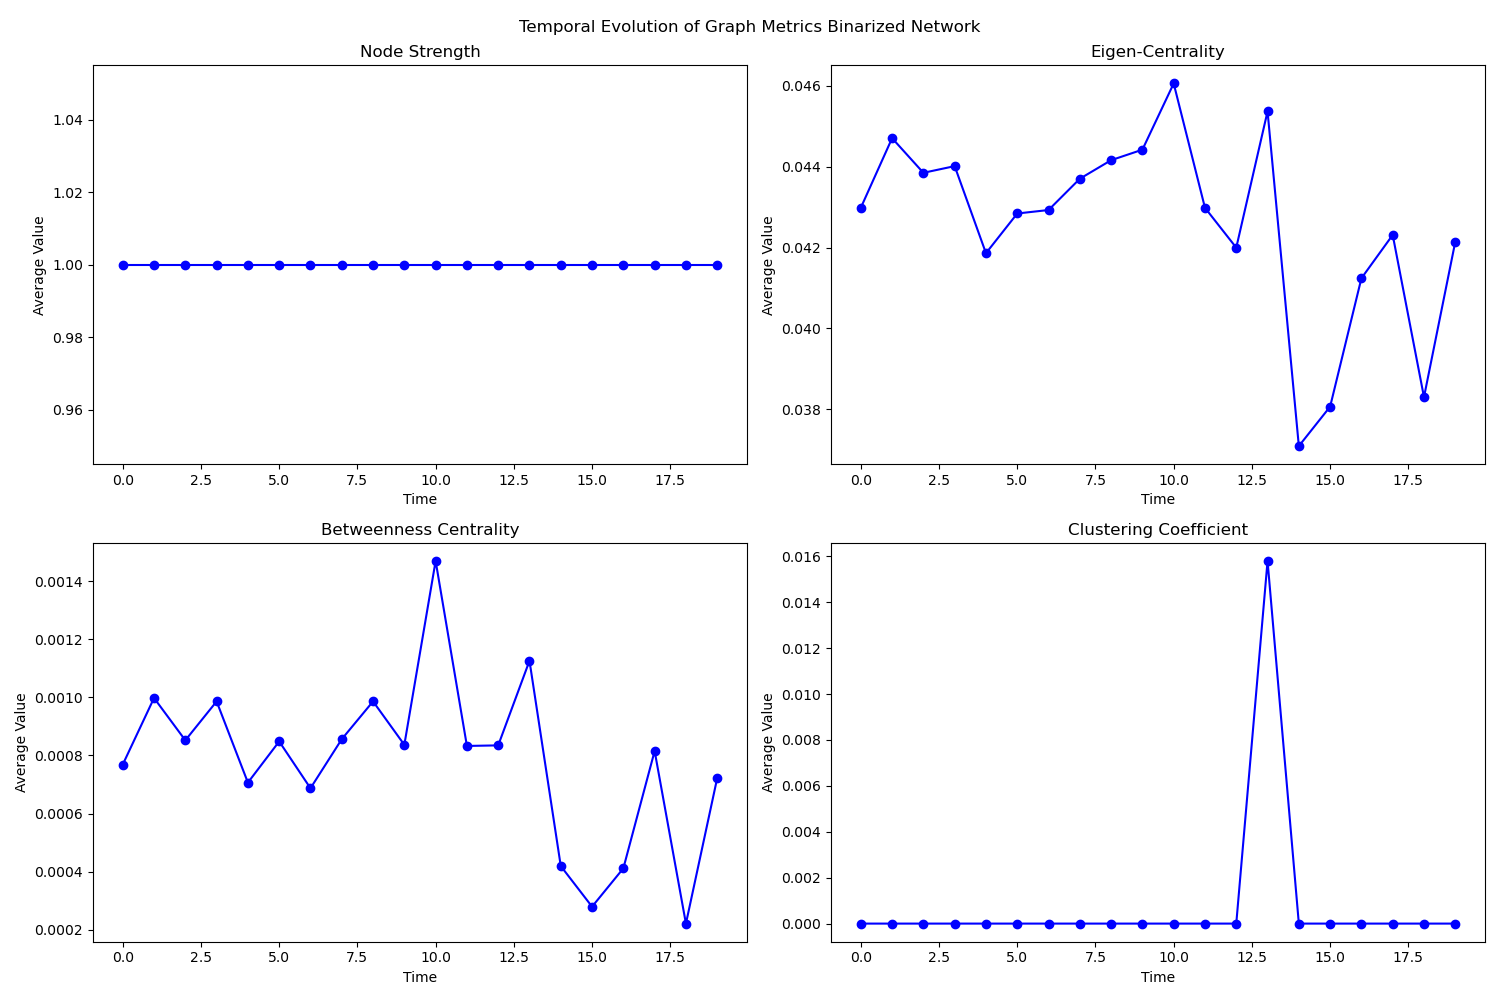 Temporal Evolution of Graph Metrics Binarized Network
Node Strength
1.04
1.02
1.00
0.98
0.96
Average Value
0.0 2.5 5.0 7.5 10.0 12.5 15.0 17.5
Time
Eigen-Centrality
0.046
0.044
0.042
0.040
0.038
Average Value
0.0 2.5 5.0 7.5 10.0 12.5 15.0 17.5
Time
Betweenness Centrality
0.0014
0.0012
0.0010
0.0008
0.0006
0.0004
0.0002
Average Value
0.0 2.5 5.0 7.5 10.0 12.5 15.0 17.5
Time
Clustering Coefficient
0.016
0.014
0.012
0.010
0.008
0.006
0.004
0.002
0.000
Average Value
0.0 2.5 5.0 7.5 10.0 12.5 15.0 17.5
Time